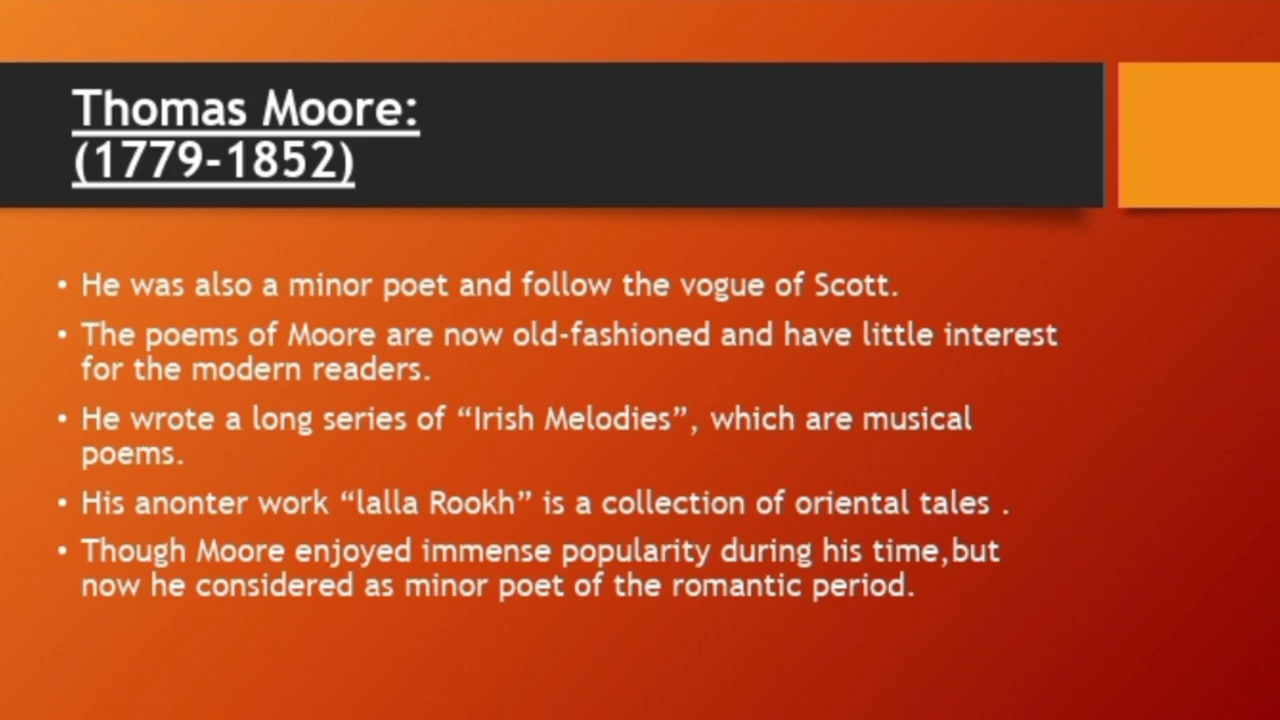 Thomas Moore:
(1779-1852)
• He was also a minor poet and follow the vogue of Scott.
• The poems of Moore are now old-fashioned and have little interest
for the modern readers.
• He wrote a long series of “Irish Melodies”, which are musical
poems.
• His anonter work “lalla Rookh” is a collection of oriental tales .
• Though Moore enjoyed immense popularity during his time,but
now he considered as minor poet of the romantic period.